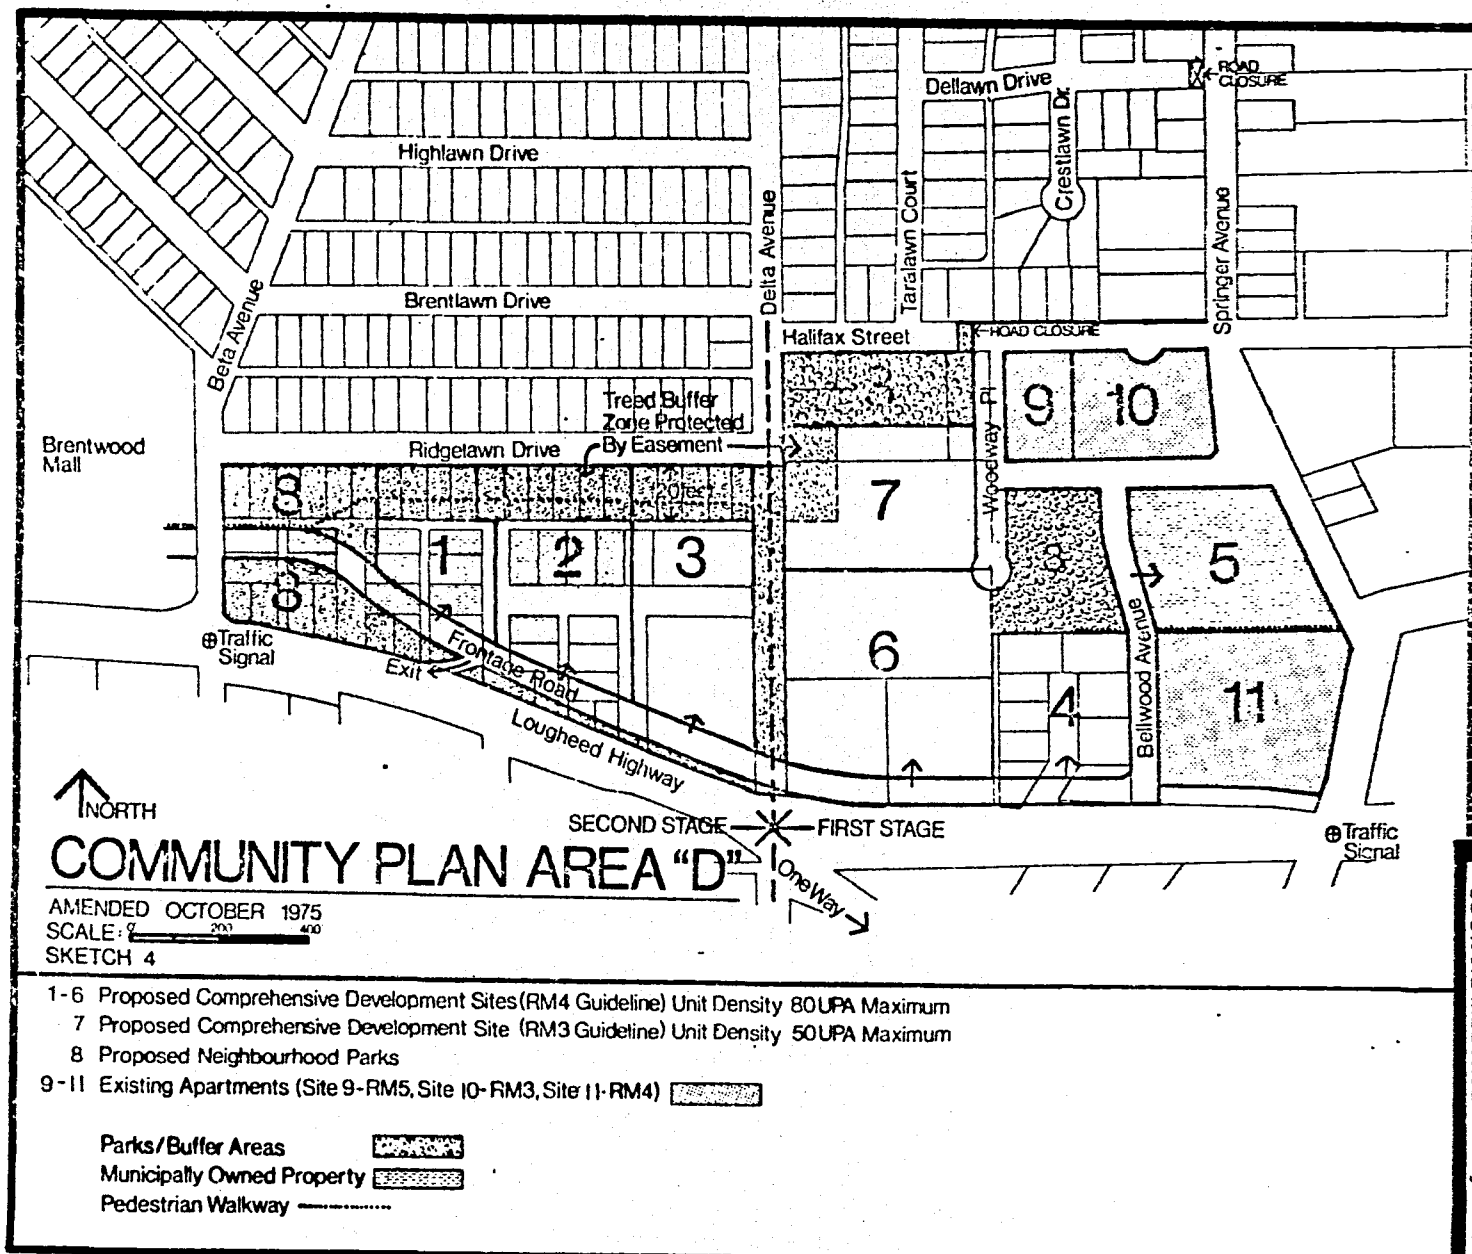 ROAD
CLOSURE
Dellawn Drive
Crestlawn Dr.
Highlawn Drive
Taralawn Court
Delta Avenue
Springer Avenue
Beta Avenue
Brentlawn Drive
Halifax Street
ROAD CLOSURE
Treed Buffer
Zone Protected
By Easement
Brentwood
Mall
Ridgelawn Drive
Woodway Pl
9
10
8
7
8
1
2
3
8
5
8
6
4
11
Bellwood Avenue
Traffic
Signal
Exit
Frontage Road
Lougheed Highway
NORTH
SECOND STAGE
FIRST STAGE
One Way
Traffic
Signal
COMMUNITY PLAN AREA "D"
AMENDED OCTOBER 1975
SCALE: 0 200 400
SKETCH 4
1-6 Proposed Comprehensive Development Sites (RM4 Guideline) Unit Density 80 UPA Maximum
7 Proposed Comprehensive Development Site (RM3 Guideline) Unit Density 50 UPA Maximum
8 Proposed Neighbourhood Parks
9-11 Existing Apartments (Site 9-RM5, Site 10-RM3, Site 11-RM4)
Parks/Buffer Areas
Municipally Owned Property
Pedestrian Walkway